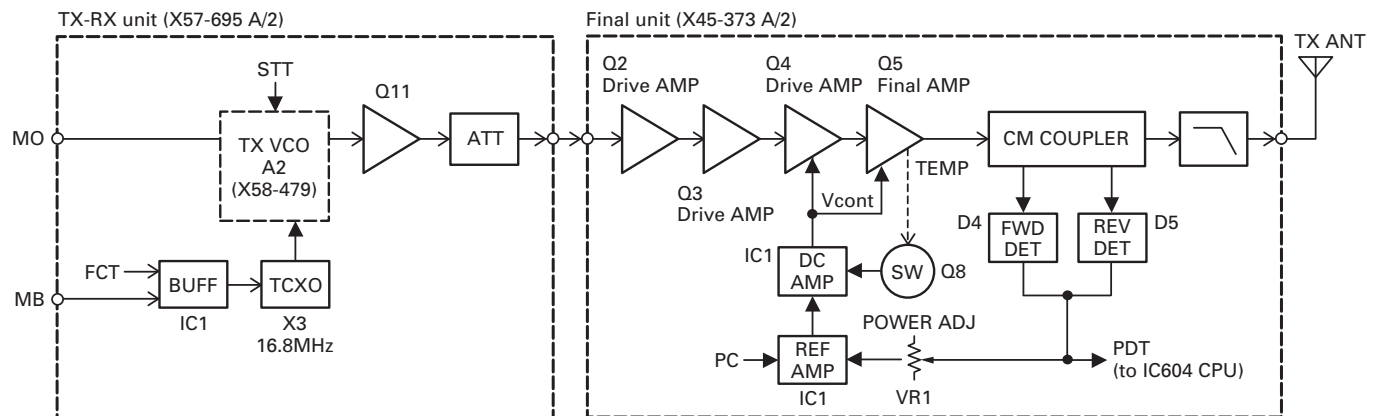 TX-RX unit (X57-695 A/2)
Final unit (X45-373 A/2)
TX ANT
STT
Q11
Q2
Drive AMP
Q4
Drive AMP
Q5
Final AMP
MO
TX VCO
A2
(X58-479)
ATT
CM COUPLER
TEMP
Q3
Drive AMP
Vcont
D4
FWD
DET
REV
DET
D5
IC1
DC
AMP
SW
Q8
FCT
MB
BUFF
IC1
TCXO
X3
16.8MHz
POWER ADJ
PC
REF
AMP
IC1
VR1
PDT
(to IC604 CPU)